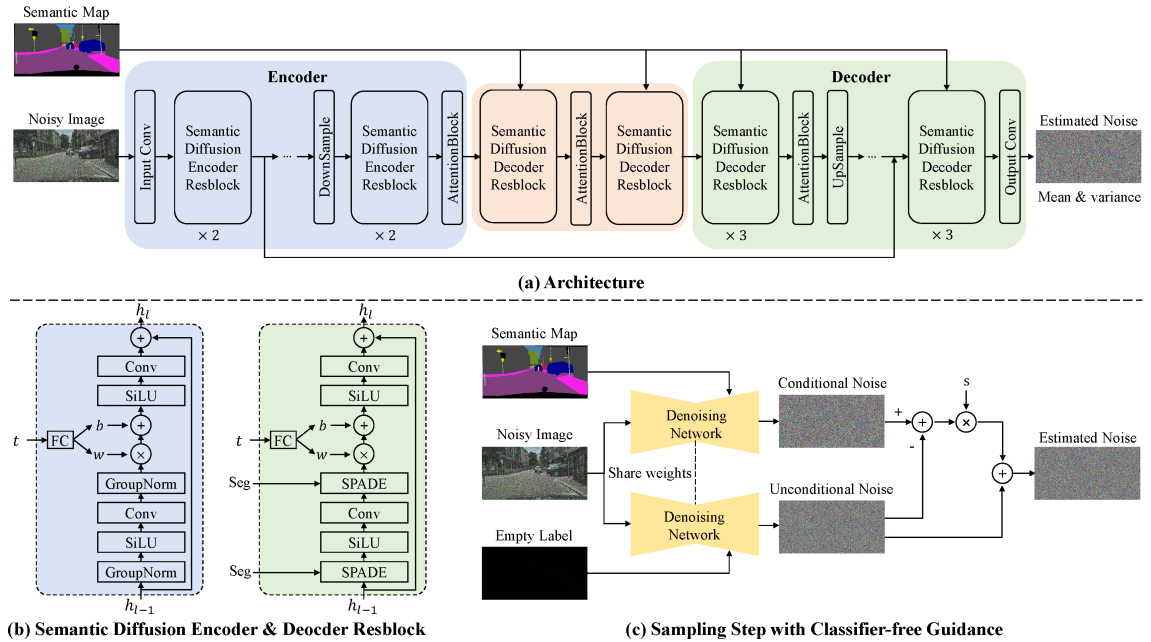 Semantic Map
Noisy Image
Encoder
Decoder
Input Conv
Semantic
Diffusion
Encoder
Resblock
× 2
...
DownSample
Semantic
Diffusion
Encoder
Resblock
× 2
AttentionBlock
Semantic
Diffusion
Decoder
Resblock
AttentionBlock
Semantic
Diffusion
Decoder
Resblock
Semantic
Diffusion
Decoder
Resblock
× 3
AttentionBlock
UpSample
...
Semantic
Diffusion
Decoder
Resblock
× 3
Output Conv
Estimated Noise
Mean & variance
(a) Architecture
h_l
+
Conv
SiLU
b
+
t
FC
w
×
GroupNorm
Conv
SiLU
GroupNorm
h_{l−1}
h_l
+
Conv
SiLU
b
+
t
FC
w
×
Seg
SPADE
Conv
SiLU
Seg
SPADE
h_{l−1}
(b) Semantic Diffusion Encoder & Deocder Resblock
Semantic Map
Noisy Image
Empty Label
Denoising
Network
Share weights
Denoising
Network
Conditional Noise
Unconditional Noise
+
-
+
s
×
+
Estimated Noise
(c) Sampling Step with Classifier-free Guidance